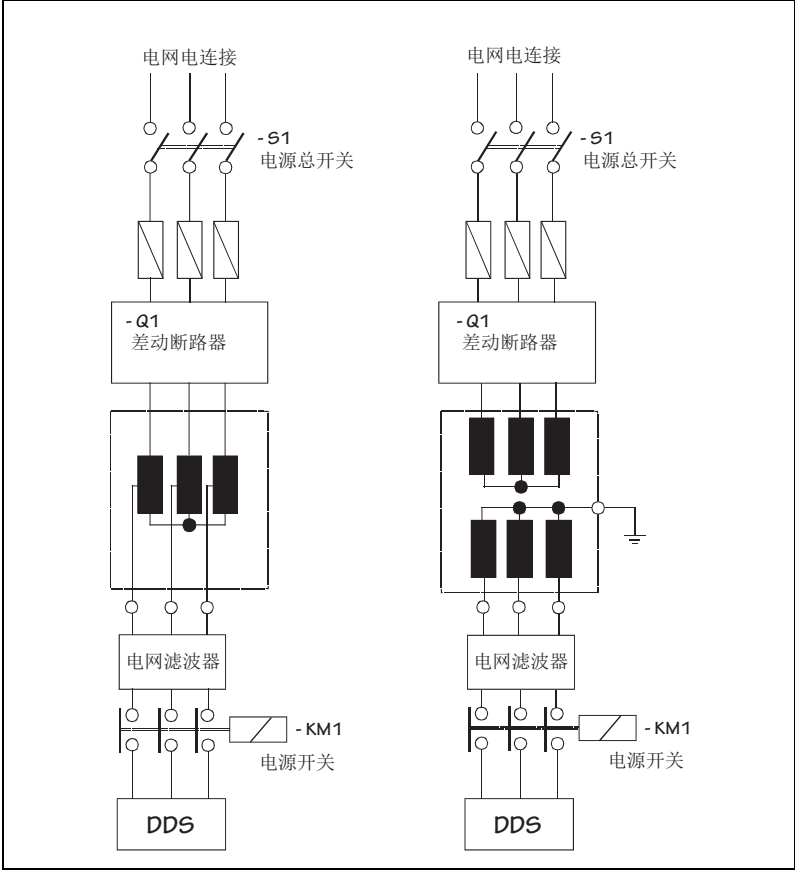 电网电连接
-S1
电源总开关
-Q1
差动断路器
电网滤波器
-KM1
电源开关
DDS
电网电连接
-S1
电源总开关
-Q1
差动断路器
电网滤波器
-KM1
电源开关
DDS